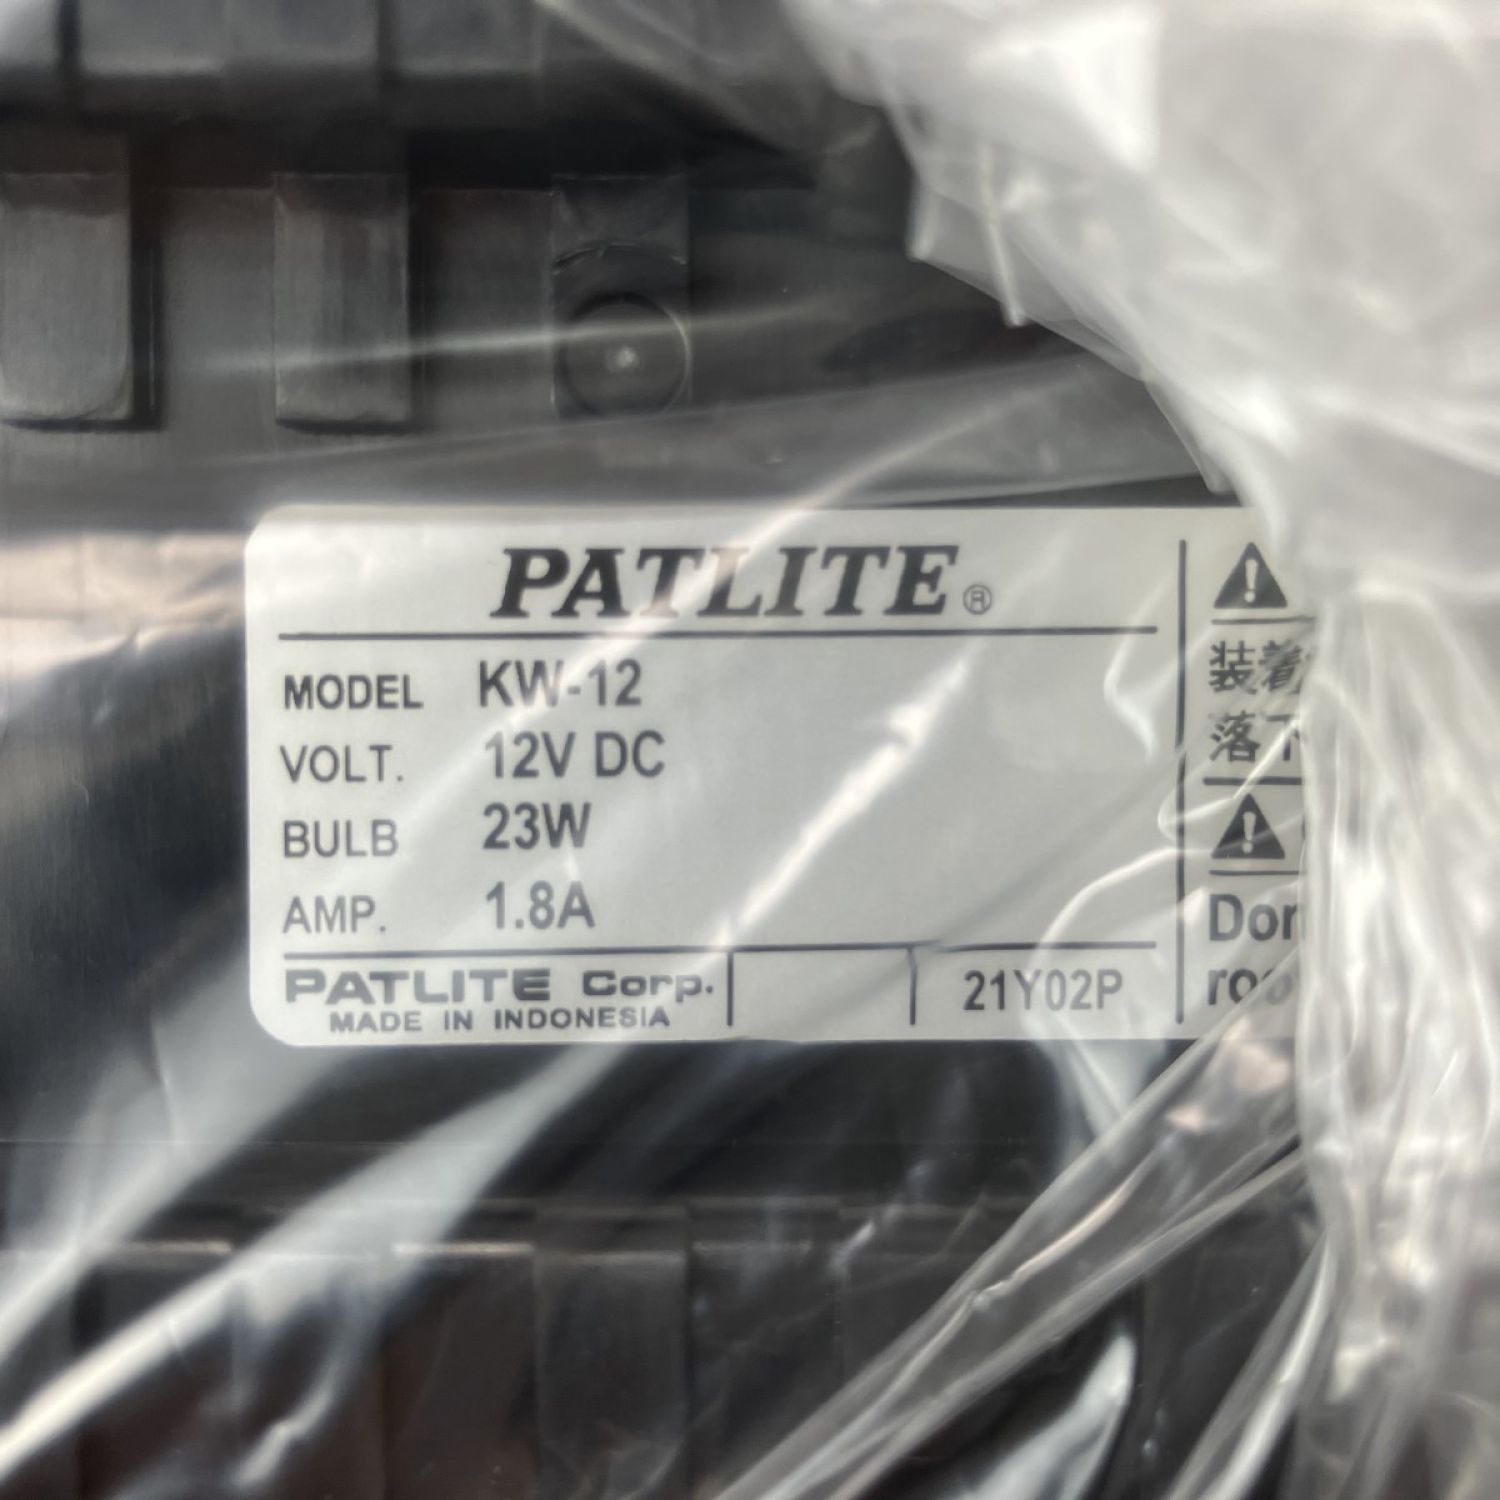 PATLITE®
MODEL KW-12
VOLT. 12V DC
BULB 23W
AMP. 1.8A
PATLITE Corp.
MADE IN INDONESIA
21Y02P
装着
落下